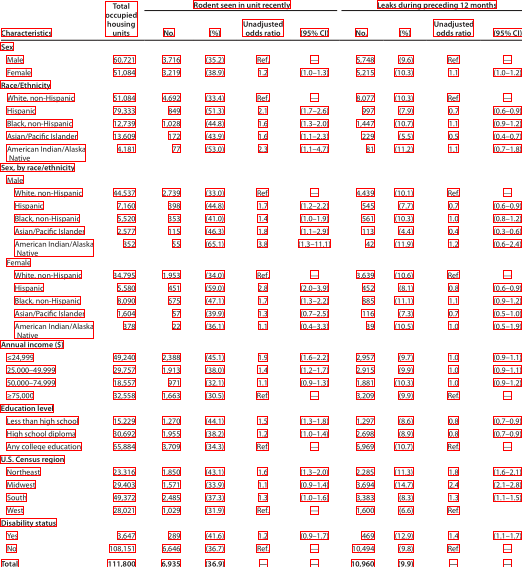 Characteristics Total occupied housing units Rodent seen in unit recently Leaks during preceding 12 months
No. (%) Unadjusted odds ratio (95% CI) No. (%) Unadjusted odds ratio (95% CI)
Sex
Male 60,721 3,716 (35.2) Ref. — 5,748 (9.6) Ref. —
Female 51,084 3,219 (38.9) 1.2 (1.0–1.3) 5,215 (10.3) 1.1 (1.0–1.2)
Race/Ethnicity
White, non-Hispanic 51,084 4,692 (33.4) Ref. — 8,077 (10.3) Ref. —
Hispanic 79,333 849 (51.3) 2.1 (1.7–2.6) 997 (7.9) 0.7 (0.6–0.9)
Black, non-Hispanic 12,739 1,028 (44.8) 1.6 (1.3–2.0) 1,447 (10.7) 1.1 (0.9–1.2)
Asian/Pacific Islander 13,609 172 (43.9) 1.6 (1.1–2.3) 229 (5.5) 0.5 (0.4–0.7)
American Indian/Alaska Native 4,181 77 (53.0) 2.3 (1.1–4.7) 81 (11.2) 1.1 (0.7–1.8)
Sex, by race/ethnicity
Male
White, non-Hispanic 44,537 2,739 (33.0) Ref. — 4,439 (10.1) Ref. —
Hispanic 7,160 398 (44.8) 1.7 (1.2–2.2) 545 (7.7) 0.7 (0.6–0.9)
Black, non-Hispanic 5,520 353 (41.0) 1.4 (1.0–1.9) 561 (10.3) 1.0 (0.8–1.2)
Asian/Pacific Islander 2,577 115 (46.3) 1.8 (1.1–2.9) 113 (4.4) 0.4 (0.3–0.6)
American Indian/Alaska Native 352 55 (65.1) 3.8 (1.3–11.1) 42 (11.9) 1.2 (0.6–2.4)
Female
White, non-Hispanic 34,795 1,953 (34.0) Ref. — 3,639 (10.6) Ref. —
Hispanic 5,580 451 (59.0) 2.8 (2.0–3.9) 452 (8.1) 0.8 (0.6–0.9)
Black, non-Hispanic 8,090 675 (47.1) 1.7 (1.3–2.2) 885 (11.1) 1.1 (0.9–1.2)
Asian/Pacific Islander 1,604 57 (39.9) 1.3 (0.7–2.5) 116 (7.3) 0.7 (0.5–1.0)
American Indian/Alaska Native 378 22 (36.1) 1.1 (0.4–3.3) 39 (10.5) 1.0 (0.5–1.9)
Annual income ($)
≤24,999 49,240 2,388 (45.1) 1.9 (1.6–2.2) 2,957 (9.7) 1.0 (0.9–1.1)
25,000–49,999 29,757 1,913 (38.0) 1.4 (1.2–1.7) 2,915 (9.9) 1.0 (0.9–1.1)
50,000–74,999 18,557 971 (32.1) 1.1 (0.9–1.3) 1,881 (10.3) 1.0 (0.9–1.2)
≥75,000 32,558 1,663 (30.5) Ref. — 3,209 (9.9) Ref. —
Education level
Less than high school 15,229 1,270 (44.1) 1.5 (1.3–1.8) 1,297 (8.6) 0.8 (0.7–0.9)
High school diploma 30,692 1,955 (38.2) 1.2 (1.0–1.4) 2,698 (8.9) 0.8 (0.7–0.9)
Any college education 65,884 3,709 (34.3) Ref. — 6,969 (10.7) Ref. —
U.S. Census region
Northeast 23,316 1,850 (43.1) 1.6 (1.3–2.0) 2,285 (11.3) 1.8 (1.6–2.1)
Midwest 29,403 1,571 (33.9) 1.1 (0.9–1.4) 3,694 (14.7) 2.4 (2.1–2.8)
South 49,372 2,485 (37.3) 1.3 (1.0–1.6) 3,383 (8.3) 1.3 (1.1–1.5)
West 28,021 1,029 (31.9) Ref. — 1,600 (6.6) Ref. —
Disability status
Yes 3,647 289 (41.6) 1.2 (0.9–1.7) 469 (12.9) 1.4 (1.1–1.7)
No 108,151 6,646 (36.7) Ref. — 10,494 (9.8) Ref. —
Total 111,800 6,935 (36.9) — — 10,960 (9.9) — —